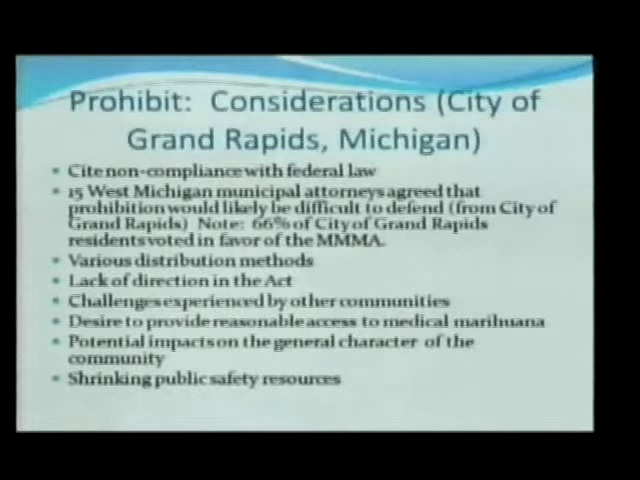 Prohibit: Considerations (City of
Grand Rapids, Michigan)
• Cite non-compliance with federal law
• 15 West Michigan municipal attorneys agreed that
prohibition would likely be difficult to defend (from City of
Grand Rapids) Note: 66% of City of Grand Rapids
residents voted in favor of the MMMA.
• Various distribution methods
• Lack of direction in the Act
• Challenges experienced by other communities
• Desire to provide reasonable access to medical marihuana
• Potential impacts on the general character of the
community
• Shrinking public safety resources